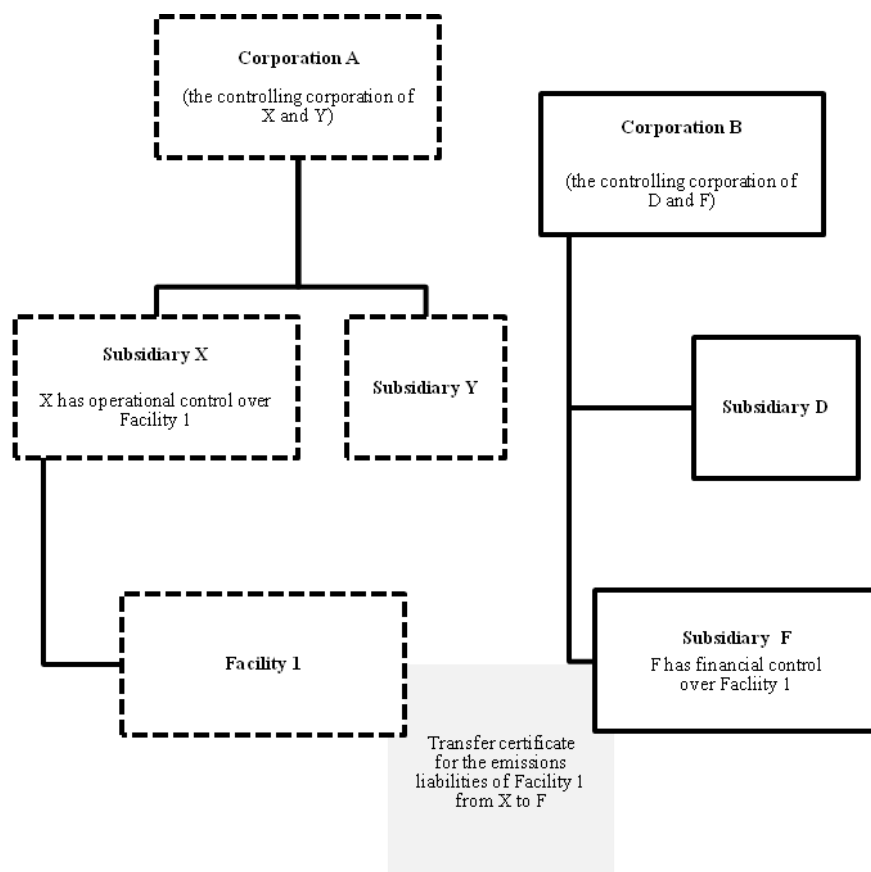 Corporation A
(the controlling corporation of
X and Y)
Corporation B
(the controlling corporation of
D and F)
Subsidiary X
X has operational control over
Facility 1
Subsidiary Y
Subsidiary D
Facility 1
Subsidiary F
F has financial control
over Facliity 1
Transfer certificate
for the emissions
liabilities of Facility 1
from X to F